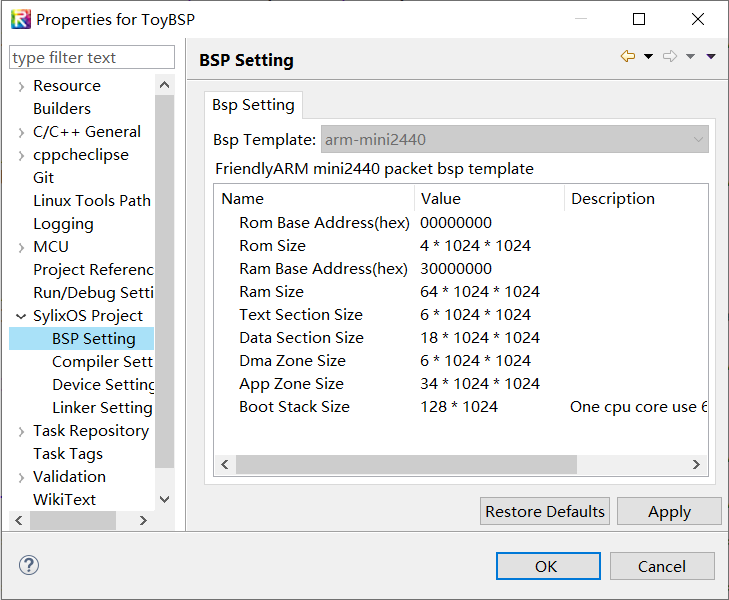 Properties for ToyBSP
type filter text
Resource
Builders
C/C++ General
cppcheclipse
Git
Linux Tools Path
Logging
MCU
Project Referenc
Run/Debug Setti
SylixOS Project
BSP Setting
Compiler Sett
Device Setting
Linker Setting
Task Repository
Task Tags
Validation
WikiText
BSP Setting
Bsp Setting
Bsp Template: arm-mini2440
FriendlyARM mini2440 packet bsp template
Name Value Description
Rom Base Address(hex) 00000000
Rom Size 4 * 1024 * 1024
Ram Base Address(hex) 30000000
Ram Size 64 * 1024 * 1024
Text Section Size 6 * 1024 * 1024
Data Section Size 18 * 1024 * 1024
Dma Zone Size 6 * 1024 * 1024
App Zone Size 34 * 1024 * 1024
Boot Stack Size 128 * 1024 One cpu core use 6
Restore Defaults Apply
? OK Cancel